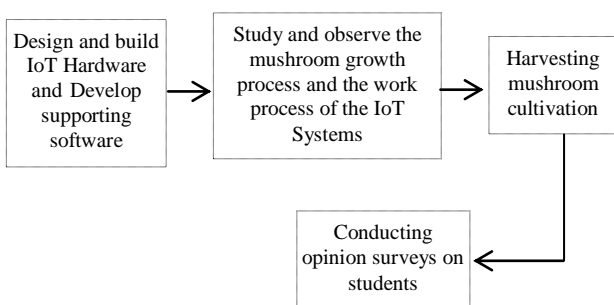 Design and build
IoT Hardware
and Develop
supporting
software
Study and observe the
mushroom growth
process and the work
process of the IoT
Systems
Harvesting
mushroom
cultivation
Conducting
opinion surveys on
students